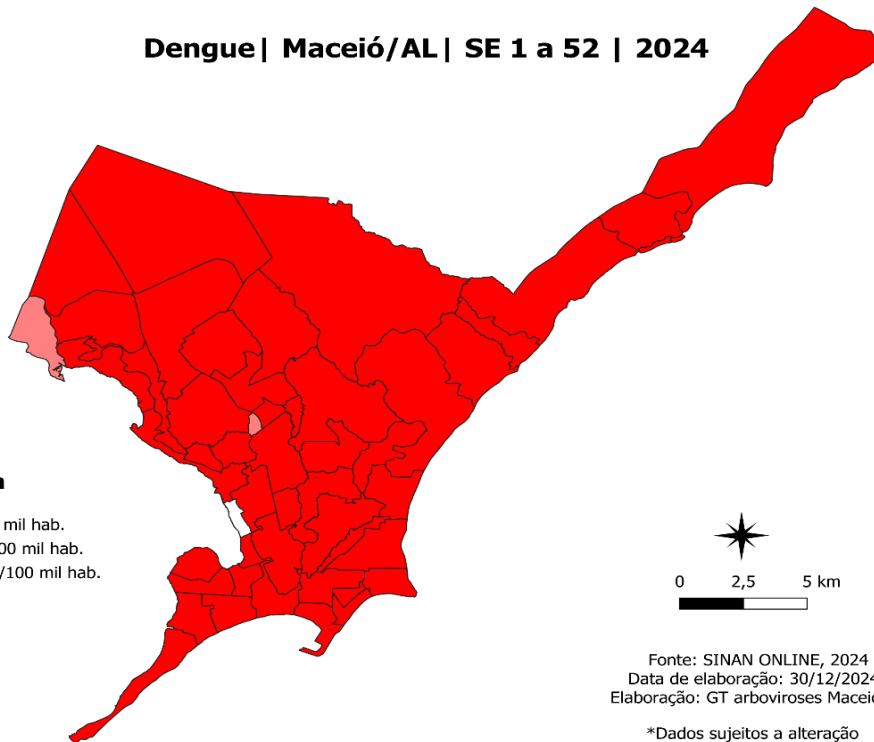 Dengue| Maceió/AL| SE 1 a 52 | 2024
mil hab.
00 mil hab.
/100 mil hab.
0 2,5 5 km
Fonte: SINAN ONLINE, 2024
Data de elaboração: 30/12/2024
Elaboração: GT arboviroses Macei
*Dados sujeitos a alteração